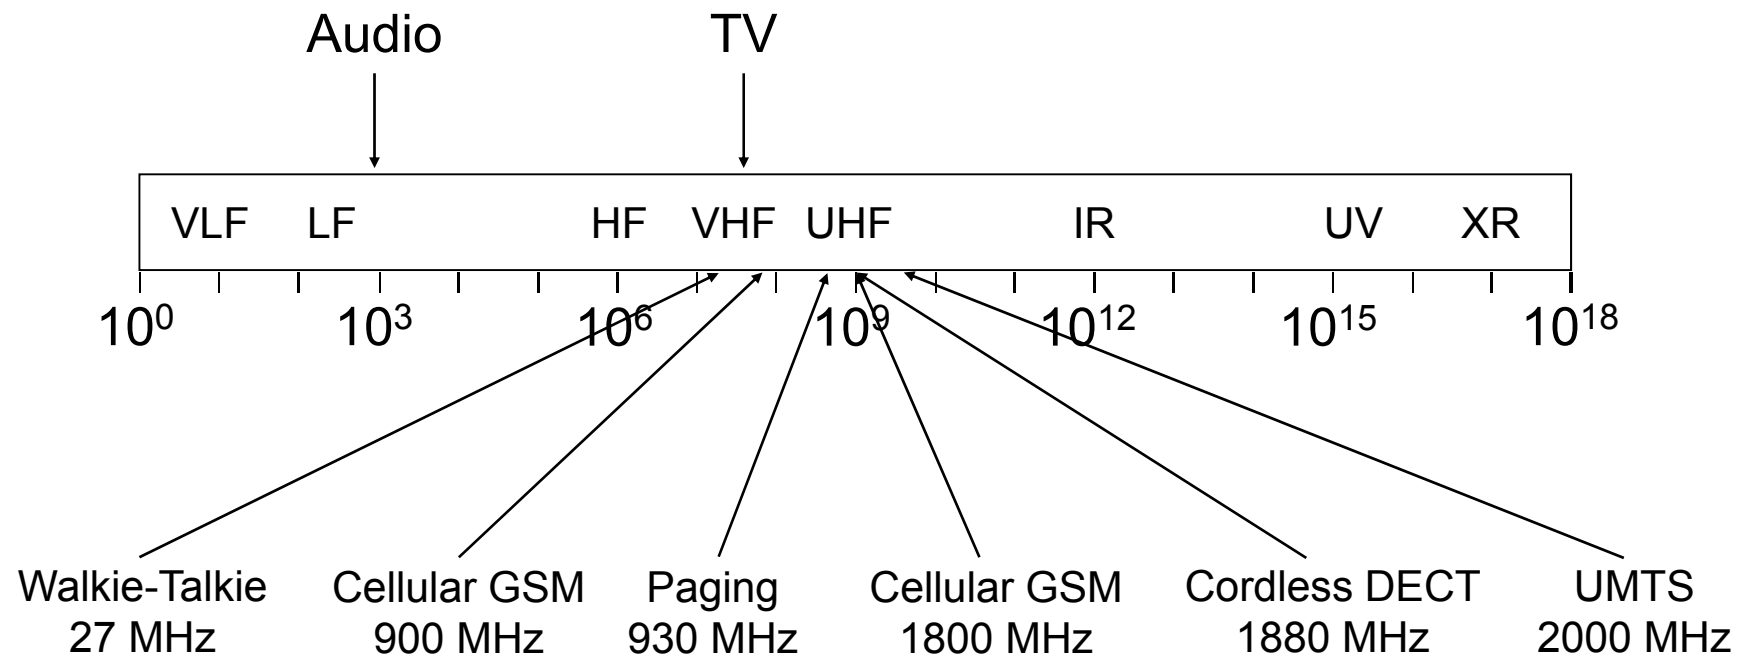 Audio TV
VLF LF HF VHF UHF IR UV XR
10⁰ 10³ 10⁶ 10⁹ 10¹² 10¹⁵ 10¹⁸
Walkie-Talkie Cellular GSM Paging Cellular GSM Cordless DECT UMTS
27 MHz 900 MHz 930 MHz 1800 MHz 1880 MHz 2000 MHz